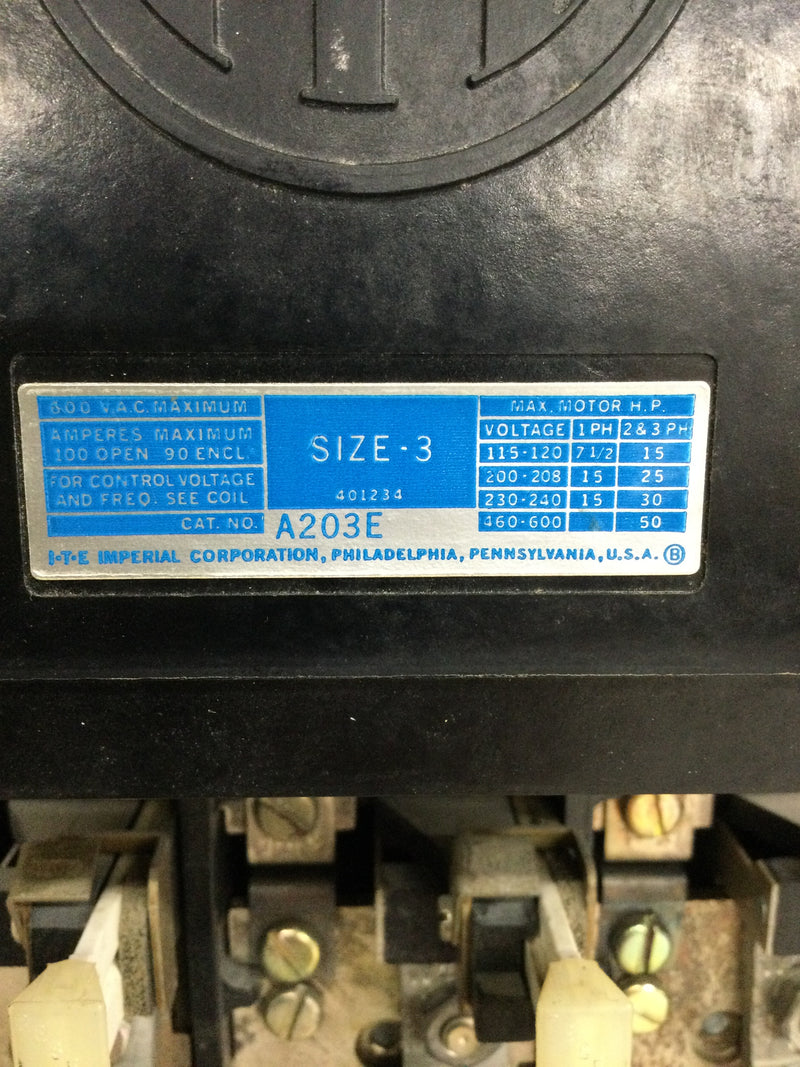 600 V.A.C. MAXIMUM
AMPERES MAXIMUM
100 OPEN 90 ENCL.
FOR CONTROL VOLTAGE
AND FREQ. SEE COIL
CAT. NO. A203E
SIZE-3
401234
MAX. MOTOR H.P.
VOLTAGE 1 PH 2 & 3 PH
115-120 7 1/2 15
200-208 15 25
230-240 15 30
460-600 50
I-T-E IMPERIAL CORPORATION, PHILADELPHIA, PENNSYLVANIA, U.S.A. B